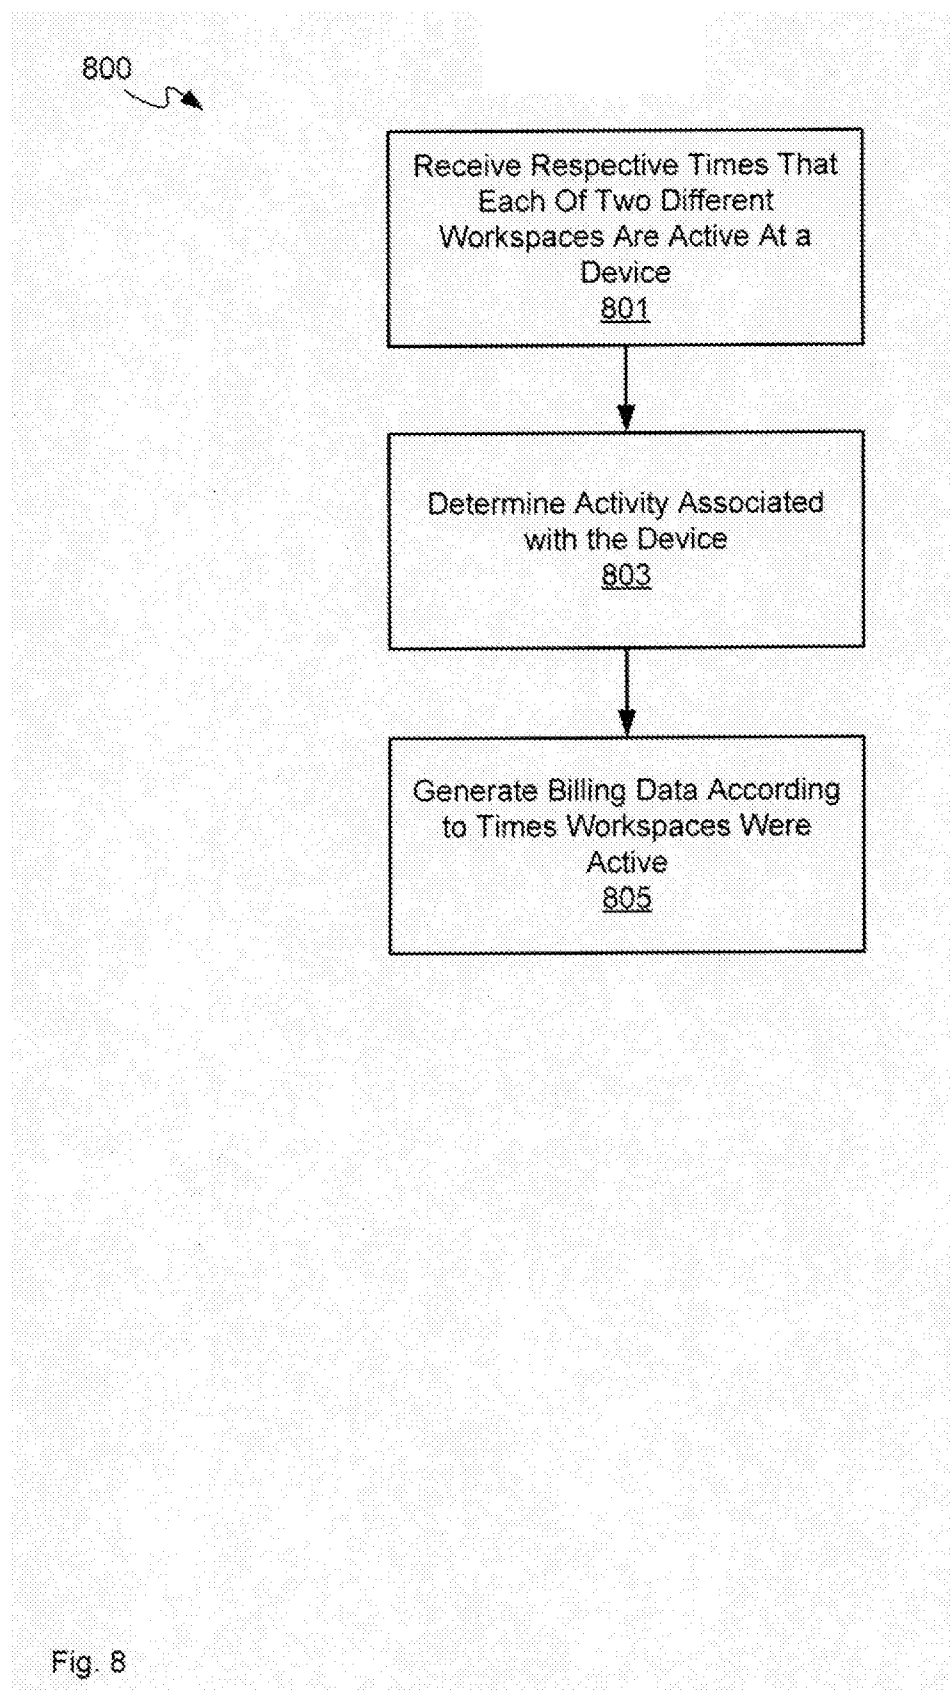 800
Receive Respective Times That
Each Of Two Different
Workspaces Are Active At a
Device
801
Determine Activity Associated
with the Device
803
Generate Billing Data According
to Times Workspaces Were
Active
805
Fig. 8